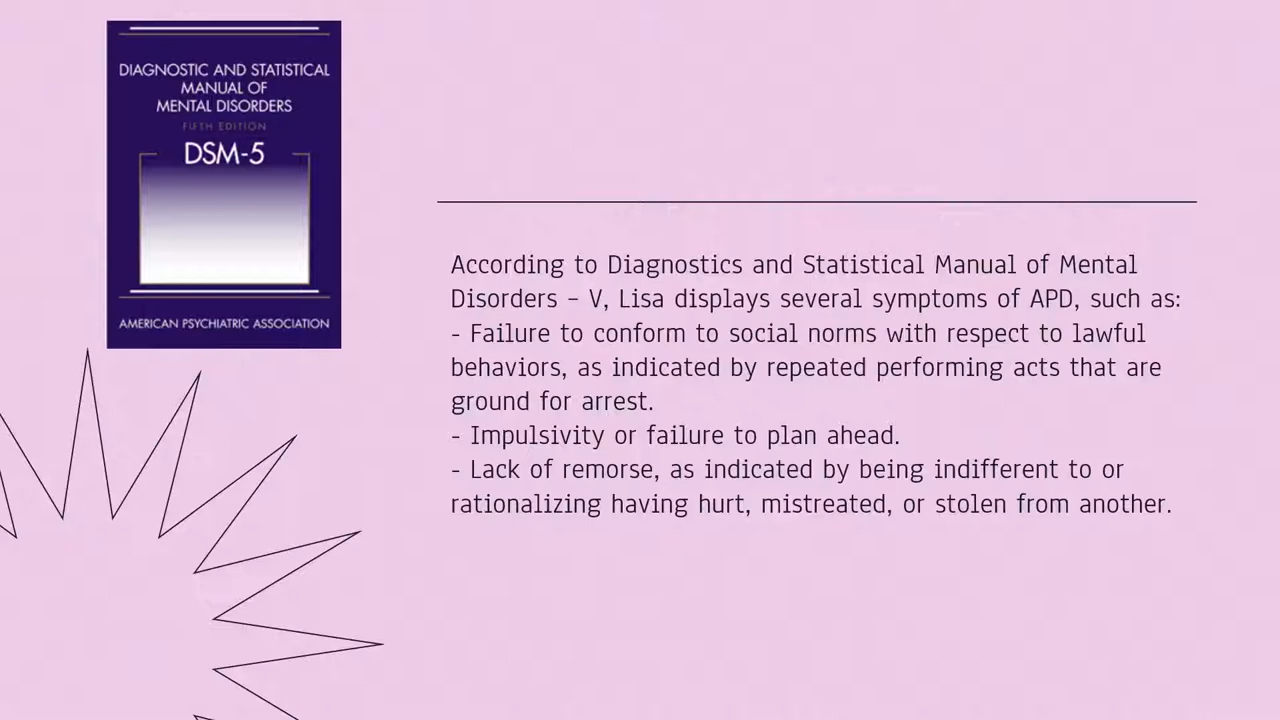 DIAGNOSTIC AND STATISTICAL
MANUAL OF
MENTAL DISORDERS
FIFTH EDITION
DSM-5
AMERICAN PSYCHIATRIC ASSOCIATION
According to Diagnostics and Statistical Manual of Mental
Disorders – V, Lisa displays several symptoms of APD, such as:
- Failure to conform to social norms with respect to lawful
behaviors, as indicated by repeated performing acts that are
ground for arrest.
- Impulsivity or failure to plan ahead.
- Lack of remorse, as indicated by being indifferent to or
rationalizing having hurt, mistreated, or stolen from another.